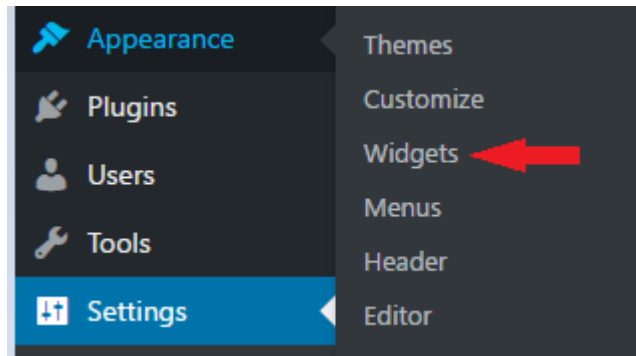 Appearance
Plugins
Users
Tools
Settings
Themes
Customize
Widgets
Menus
Header
Editor